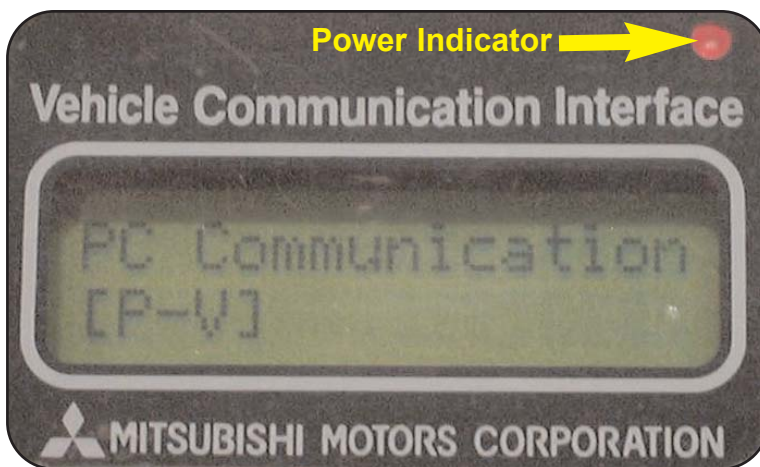 Power Indicator
Vehicle Communication Interface
PC Communication
[P-V]
MITSUBISHI MOTORS CORPORATION